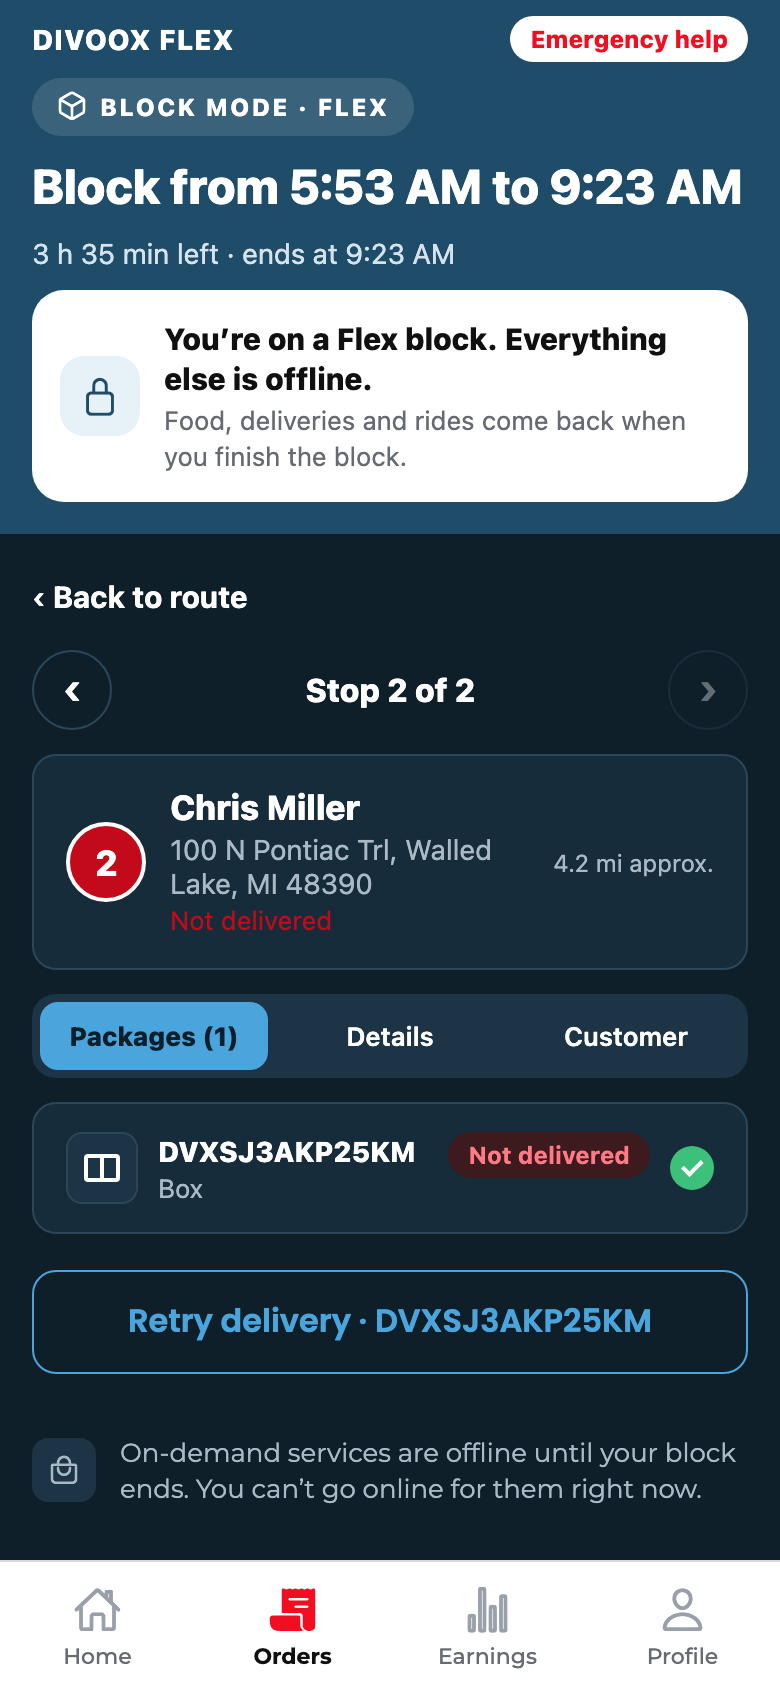 DIVOOX FLEX
Emergency help
BLOCK MODE · FLEX
Block from 5:53 AM to 9:23 AM
3 h 35 min left · ends at 9:23 AM
You’re on a Flex block. Everything
else is offline.
Food, deliveries and rides come back when
you finish the block.
‹ Back to route
‹
Stop 2 of 2
›
2
Chris Miller
100 N Pontiac Trl, Walled
Lake, MI 48390
Not delivered
4.2 mi approx.
Packages (1)
Details
Customer
DVXSJ3AKP25KM
Box
Not delivered
Retry delivery · DVXSJ3AKP25KM
On-demand services are offline until your block
ends. You can’t go online for them right now.
Home
Orders
Earnings
Profile